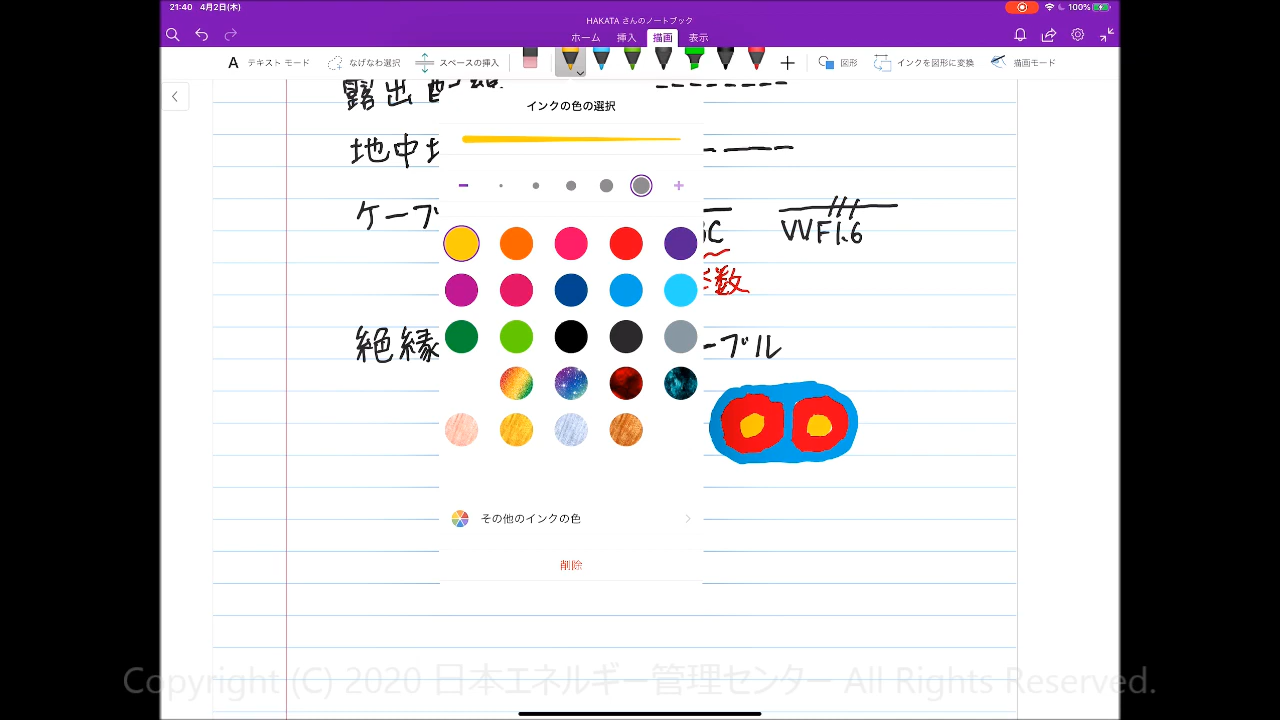 21:40 4月2日(木)
100%
HAKATA さんのノートブック
ホーム 挿入 描画 表示
A テキスト モード なげなわ選択 スペースの挿入 図形 インクを図形に変換 描画モード
露出配
インクの色の選択
地中
ケーブ
C VVF1.6
数
絶縁 ーブル
その他のインクの色
削除
Copyright (C) 2020 日本エネルギー管理センター All Rights Reserved.